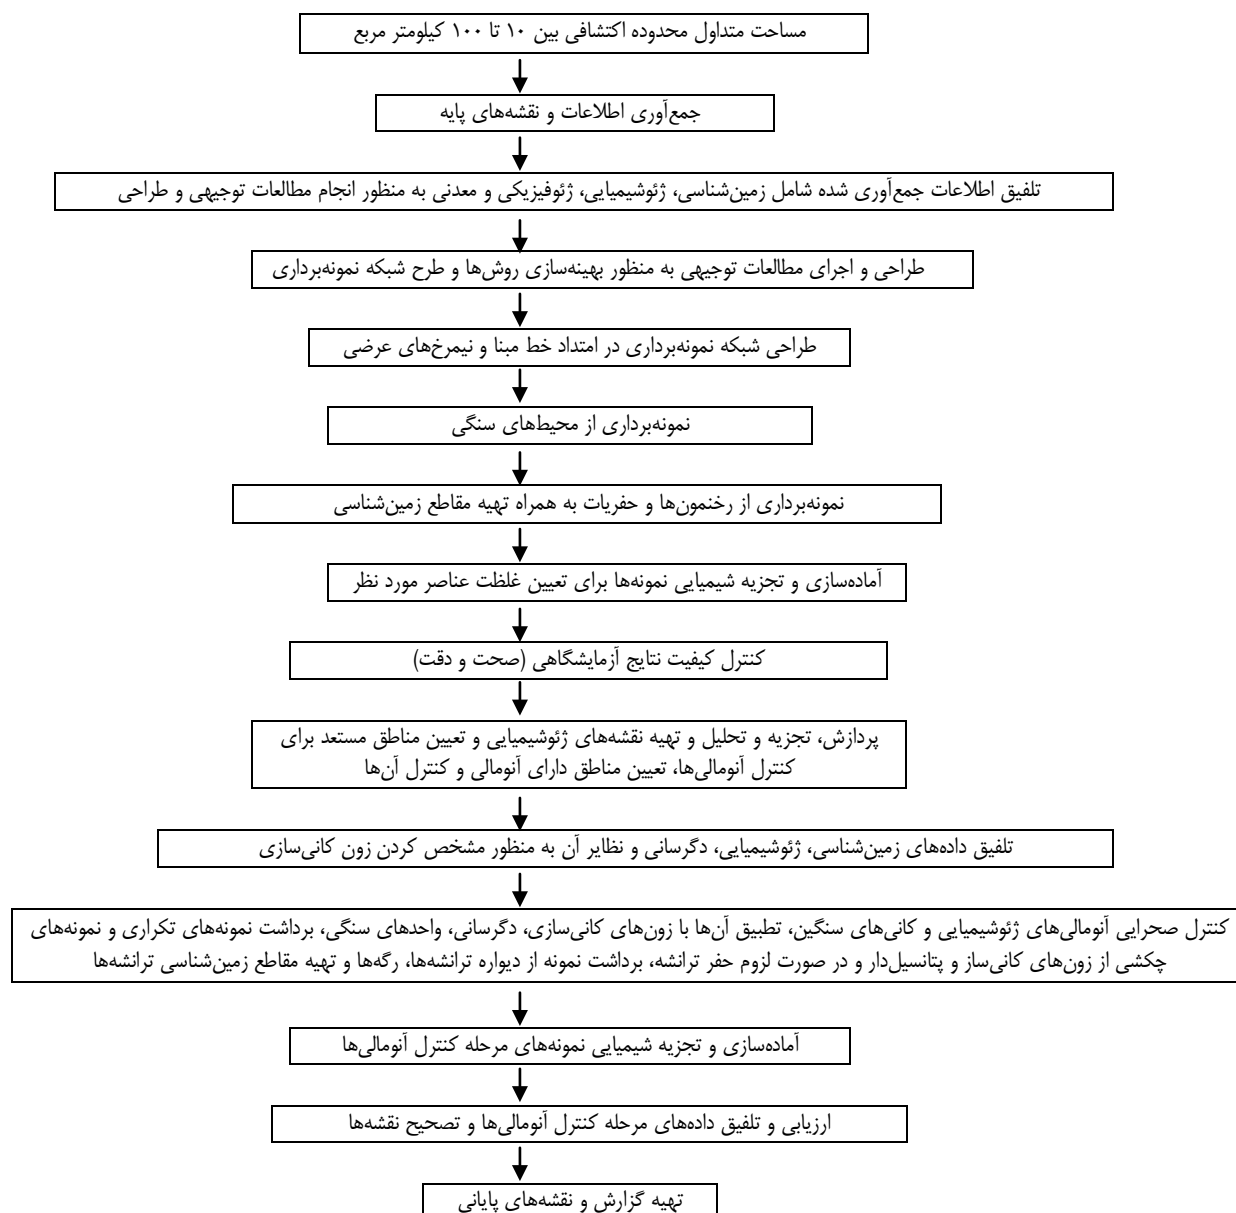 مساحت متداول محدوده اکتشافی بین ۱۰ تا ۱۰۰ کیلومتر مربع
جمع‌آوری اطلاعات و نقشه‌های پایه
تلفیق اطلاعات جمع‌آوری شده شامل زمین‌شناسی، ژئوشیمیایی، ژئوفیزیکی و معدنی به منظور انجام مطالعات توجیهی و طراحی
طراحی و اجرای مطالعات توجیهی به منظور بهینه‌سازی روش‌ها و طرح شبکه نمونه‌برداری
طراحی شبکه نمونه‌برداری در امتداد خط مبنا و نیمرخ‌های عرضی
نمونه‌برداری از محیط‌های سنگی
نمونه‌برداری از رخنمون‌ها و حفریات به همراه تهیه مقاطع زمین‌شناسی
آماده‌سازی و تجزیه شیمیایی نمونه‌ها برای تعیین غلظت عناصر مورد نظر
کنترل کیفیت نتایج آزمایشگاهی (صحت و دقت)
پردازش، تجزیه و تحلیل و تهیه نقشه‌های ژئوشیمیایی و تعیین مناطق مستعد برای
کنترل آنومالی‌ها، تعیین مناطق دارای آنومالی و کنترل آن‌ها
تلفیق داده‌های زمین‌شناسی، ژئوشیمیایی، دگرسانی و نظایر آن به منظور مشخص کردن زون کانی‌سازی
کنترل صحرایی آنومالی‌های ژئوشیمیایی و کانی‌های سنگین، تطبیق آن‌ها با زون‌های کانی‌سازی، دگرسانی، واحدهای سنگی، برداشت نمونه‌های تکراری و نمونه‌های
چکشی از زون‌های کانی‌ساز و پتانسیل‌دار و در صورت لزوم حفر ترانشه، برداشت نمونه از دیواره ترانشه‌ها، رگه‌ها و تهیه مقاطع زمین‌شناسی ترانشه‌ها
آماده‌سازی و تجزیه شیمیایی نمونه‌های مرحله کنترل آنومالی‌ها
ارزیابی و تلفیق داده‌های مرحله کنترل آنومالی‌ها و تصحیح نقشه‌ها
تهیه گزارش و نقشه‌های پایانی